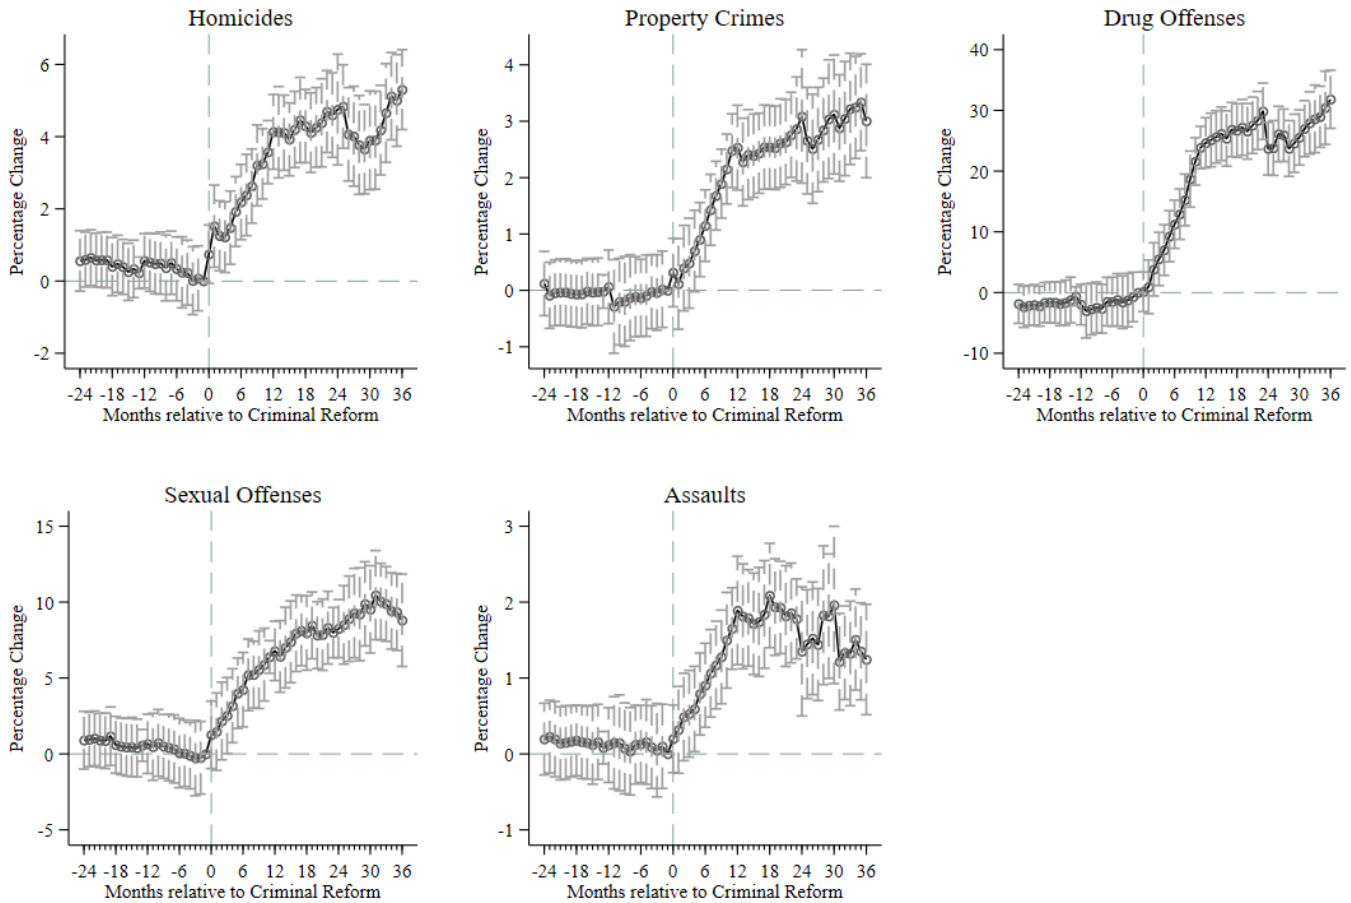 Homicides
Percentage Change
6
4
2
0
-2
-24 -18 -12 -6 0 6 12 18 24 30 36
Months relative to Criminal Reform
Property Crimes
Percentage Change
4
3
2
1
0
-1
-24 -18 -12 -6 0 6 12 18 24 30 36
Months relative to Criminal Reform
Drug Offenses
Percentage Change
40
30
20
10
0
-10
-24 -18 -12 -6 0 6 12 18 24 30 36
Months relative to Criminal Reform
Sexual Offenses
Percentage Change
15
10
5
0
-5
-24 -18 -12 -6 0 6 12 18 24 30 36
Months relative to Criminal Reform
Assaults
Percentage Change
3
2
1
0
-1
-24 -18 -12 -6 0 6 12 18 24 30 36
Months relative to Criminal Reform